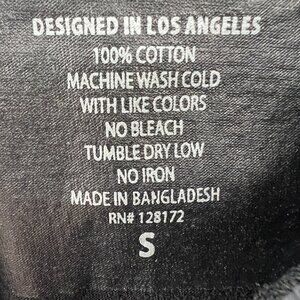 DESIGNED IN LOS ANGELES
100% COTTON
MACHINE WASH COLD
WITH LIKE COLORS
NO BLEACH
TUMBLE DRY LOW
NO IRON
MADE IN BANGLADESH
RN# 128172
S